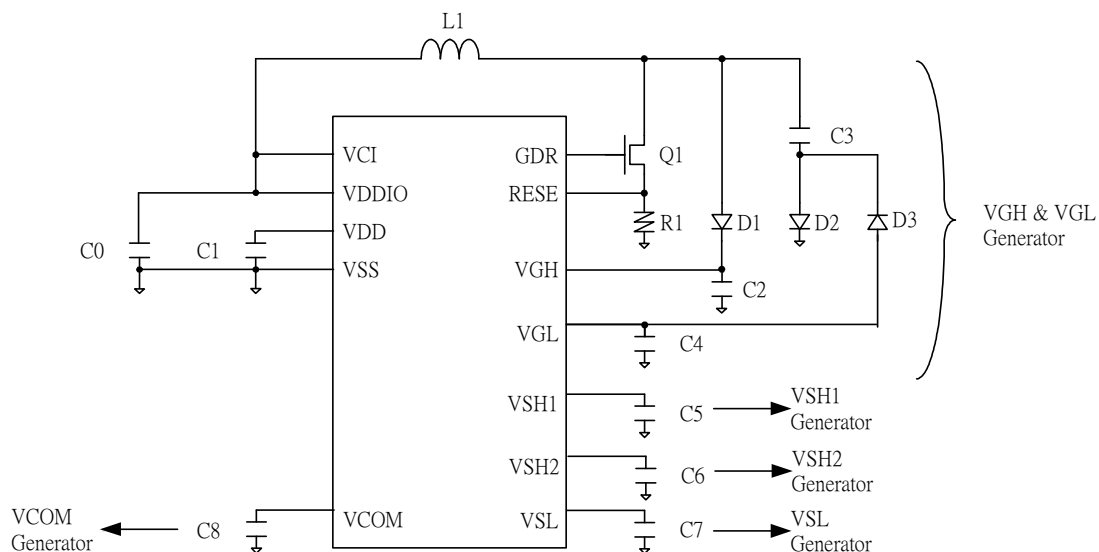 L1
VCI
GDR
Q1
C3
VDDIO
RESE
C0
C1
VDD
R1
D1
D2
D3
VGH & VGL
Generator
VSS
VGH
C2
VGL
C4
VSH1
C5
VSH1
Generator
VSH2
C6
VSH2
Generator
VCOM
Generator
C8
VCOM
VSL
C7
VSL
Generator